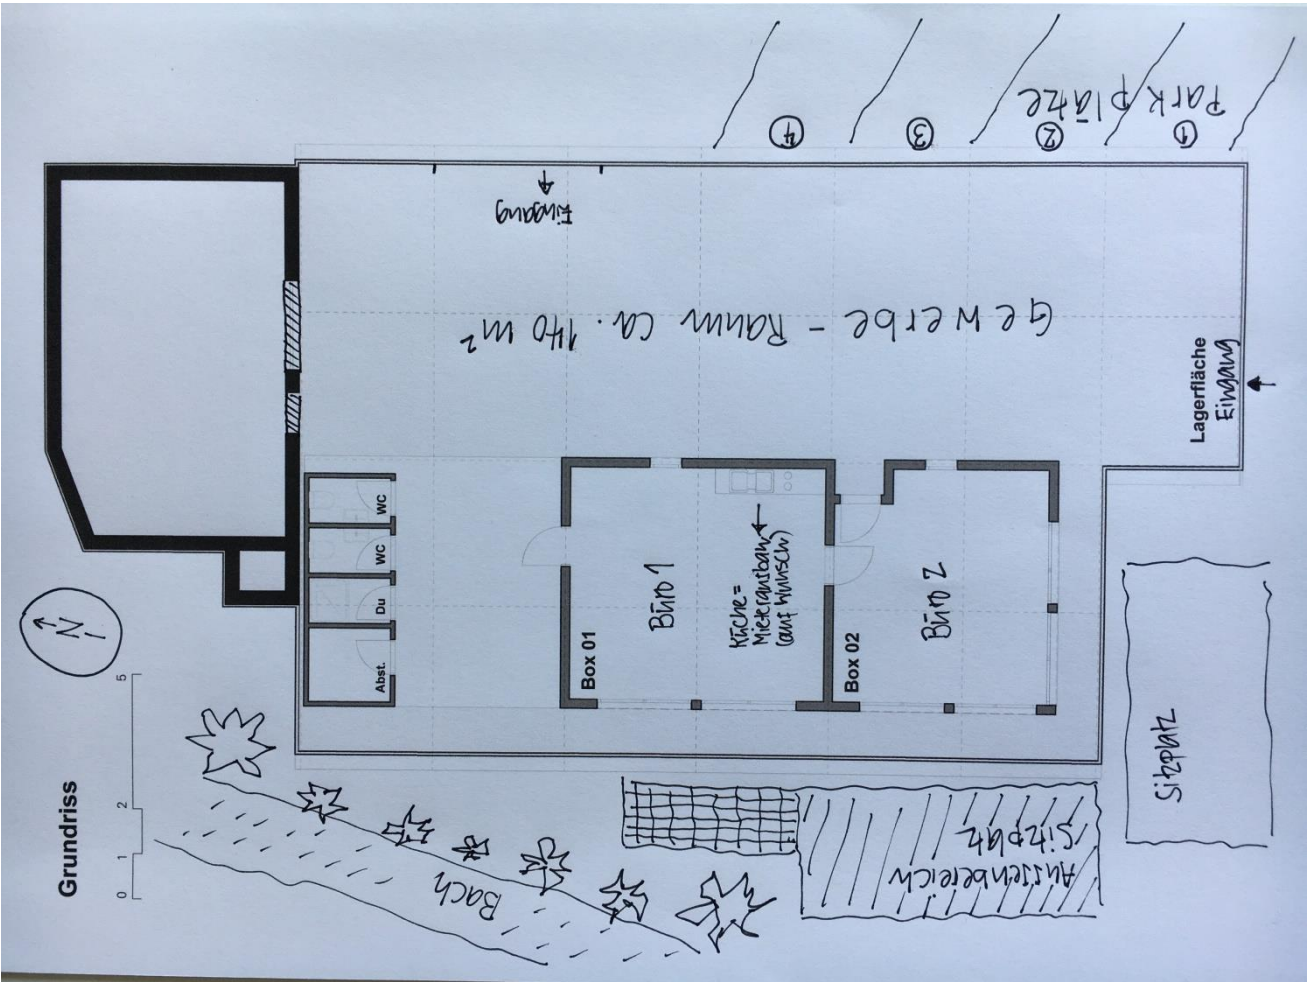 Grundriss
0 1 2 5
N
Parkplätze
①
②
③
④
Eingang
Gewerbe - Raum ca. 140 m²
Lagerfläche
Eingang
WC
WC
Du
Abst.
Box 01
Büro 1
Küche =
Mieterausbau
(auf Wunsch)
Box 02
Büro 2
Bach
Aussenbereich
Sitzplatz
Sitzplatz